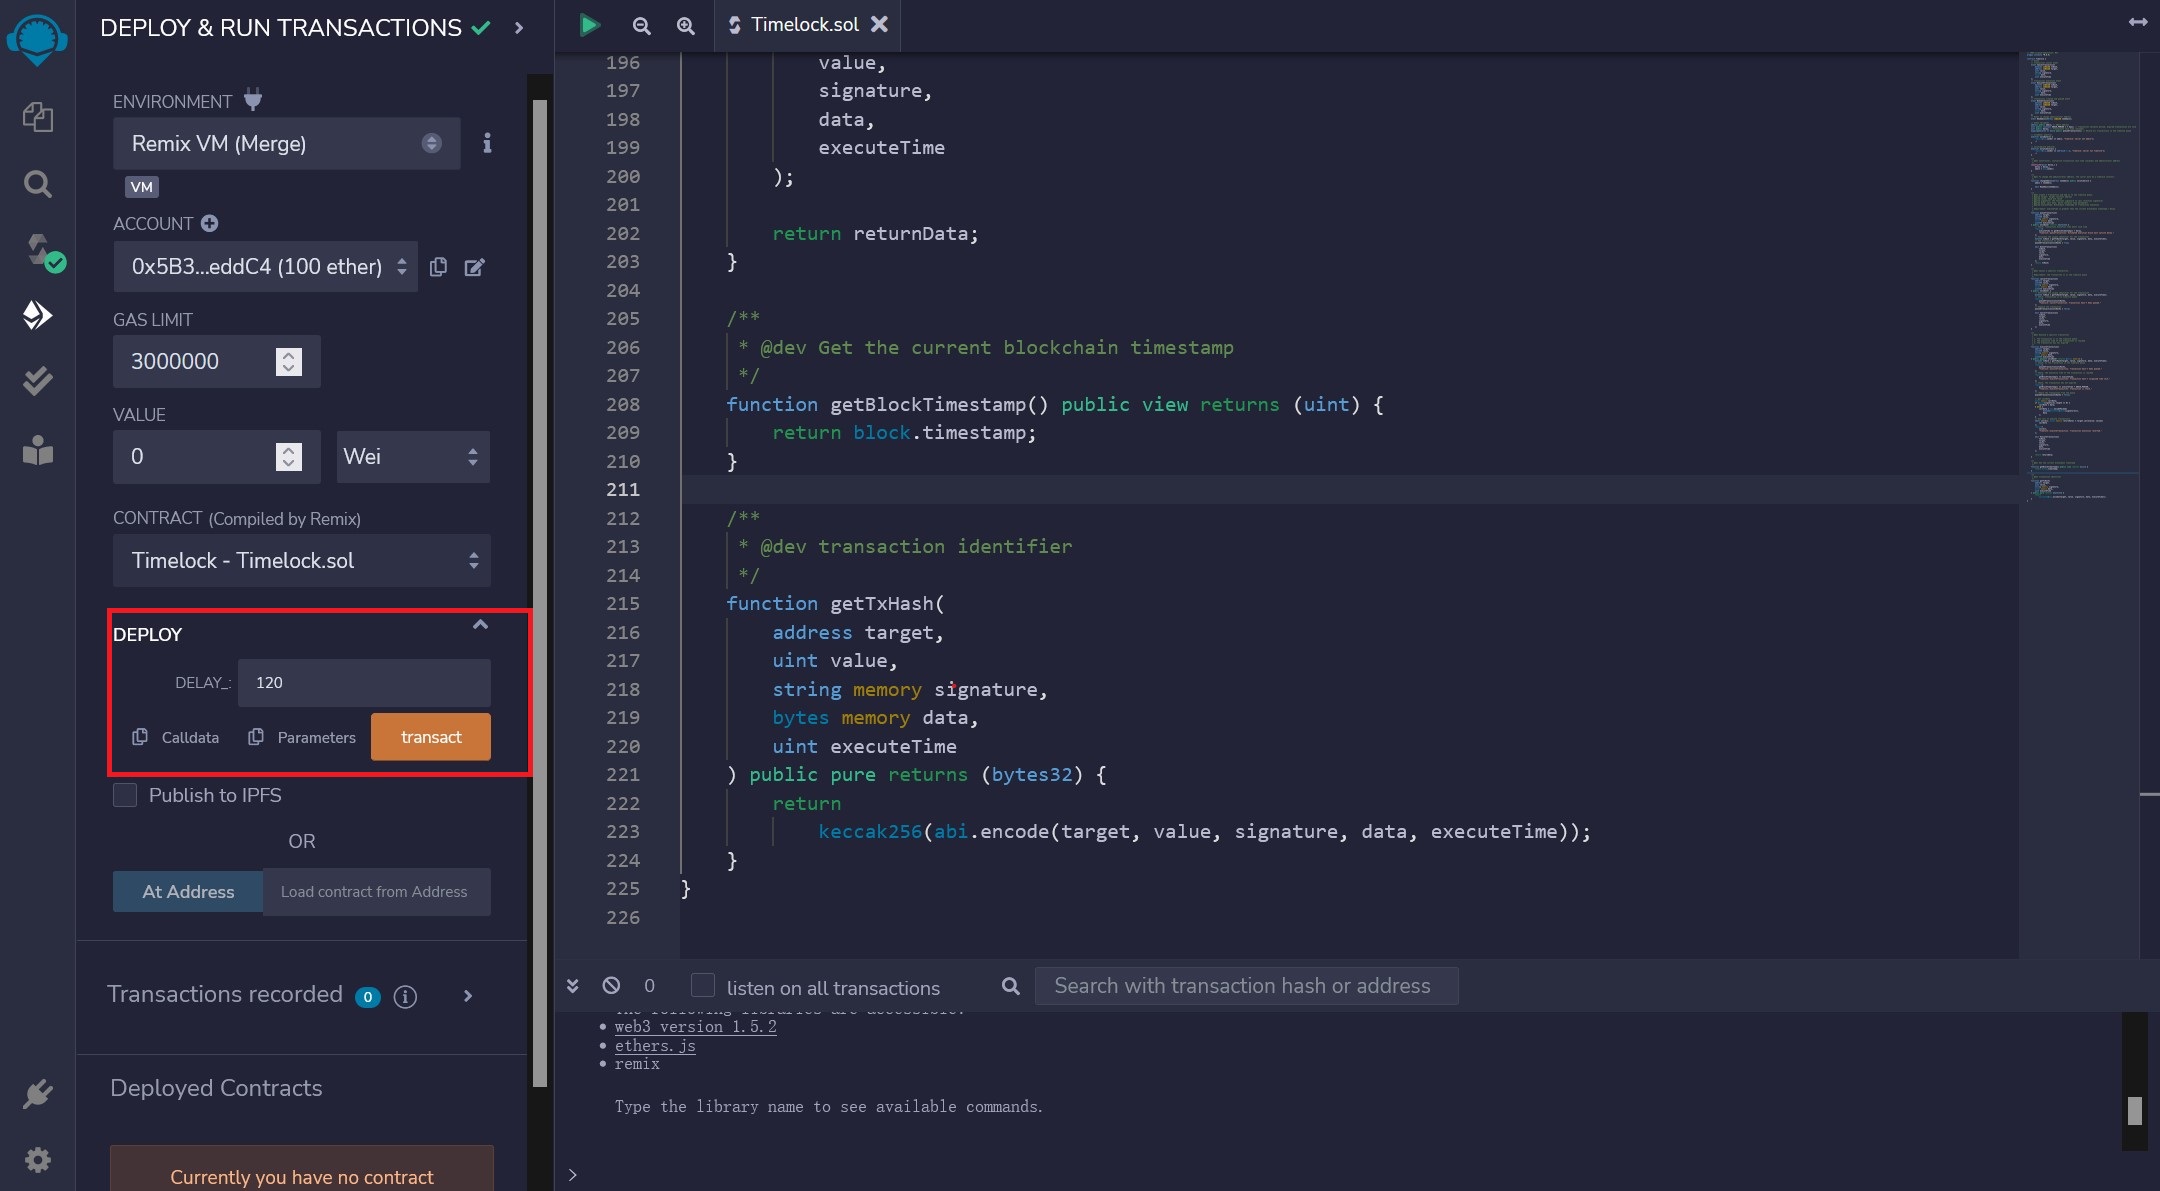 DEPLOY & RUN TRANSACTIONS
ENVIRONMENT
Remix VM (Merge)
VM
ACCOUNT
0x5B3...eddC4 (100 ether)
GAS LIMIT
3000000
VALUE
0
Wei
CONTRACT (Compiled by Remix)
Timelock - Timelock.sol
DEPLOY
DELAY_: 120
Calldata
Parameters
transact
Publish to IPFS
OR
At Address
Load contract from Address
Transactions recorded 0
Deployed Contracts
Currently you have no contract
Timelock.sol
196 value,
197 signature,
198 data,
199 executeTime
200 );
201
202 return returnData;
203 }
204
205 /**
206 * @dev Get the current blockchain timestamp
207 */
208 function getBlockTimestamp() public view returns (uint) {
209 return block.timestamp;
210 }
211
212 /**
213 * @dev transaction identifier
214 */
215 function getTxHash(
216 address target,
217 uint value,
218 string memory signature,
219 bytes memory data,
220 uint executeTime
221 ) public pure returns (bytes32) {
222 return
223 keccak256(abi.encode(target, value, signature, data, executeTime));
224 }
225 }
226
0
listen on all transactions
Search with transaction hash or address
The following libraries are accessible:
• web3 version 1.5.2
• ethers.js
• remix
Type the library name to see available commands.
>